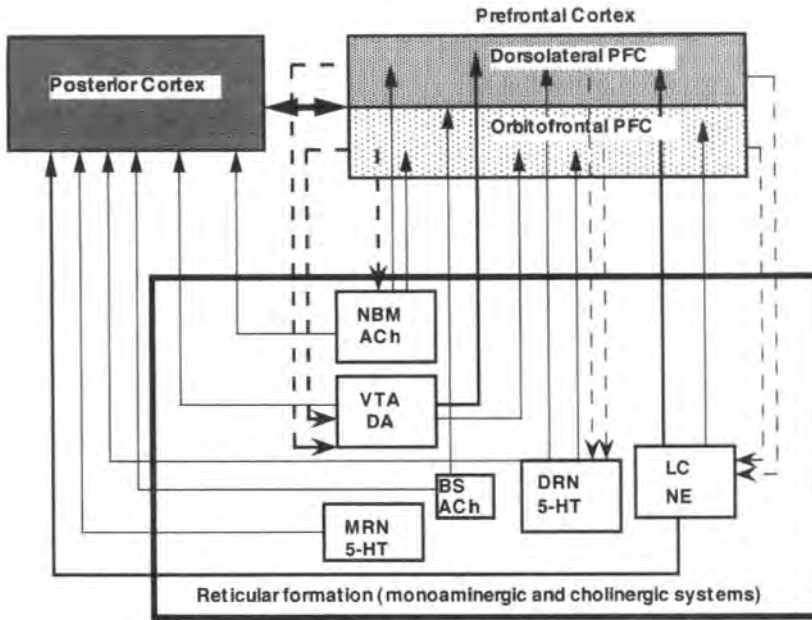 Prefrontal Cortex
Dorsolateral PFC
Posterior Cortex
Orbitofrontal PFC
NBM
ACh
VTA
DA
BS
ACh
DRN
5-HT
LC
NE
MRN
5-HT
Reticular formation (monoaminergic and cholinergic systems)